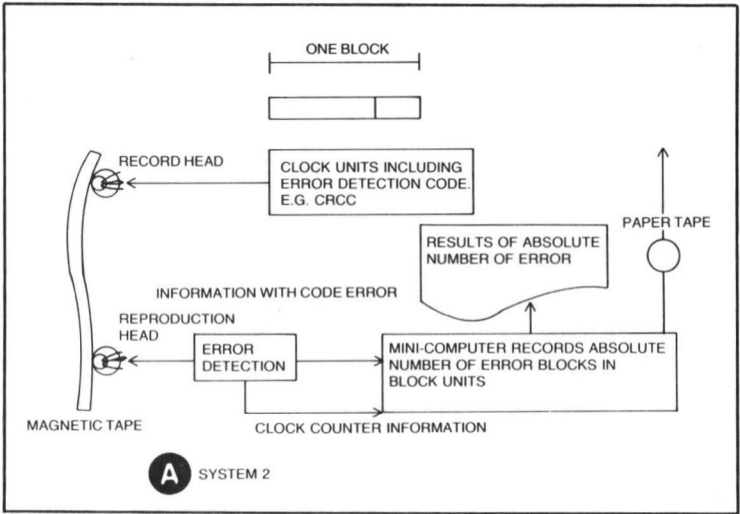 ONE BLOCK
RECORD HEAD
CLOCK UNITS INCLUDING
ERROR DETECTION CODE.
E.G. CRCC
PAPER TAPE
RESULTS OF ABSOLUTE
NUMBER OF ERROR
INFORMATION WITH CODE ERROR
REPRODUCTION
HEAD
ERROR
DETECTION
MINI-COMPUTER RECORDS ABSOLUTE
NUMBER OF ERROR BLOCKS IN
BLOCK UNITS
MAGNETIC TAPE
CLOCK COUNTER INFORMATION
A SYSTEM 2